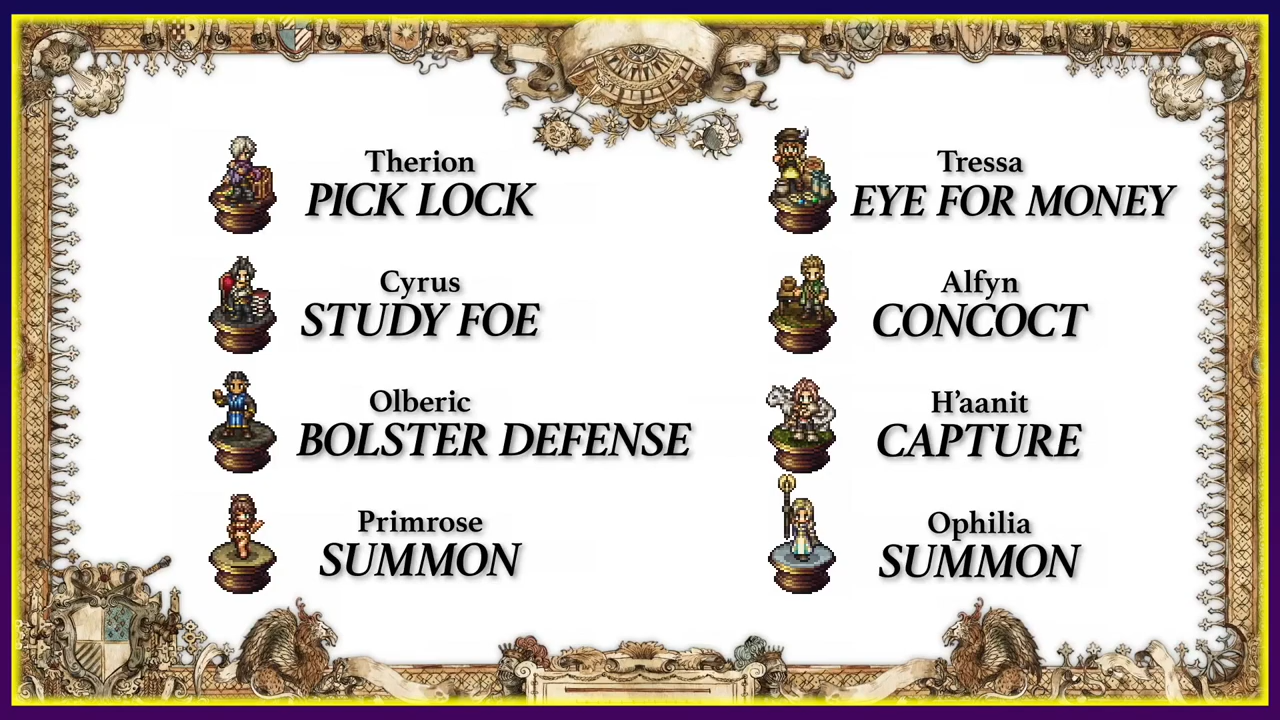 Therion
PICK LOCK
Tressa
EYE FOR MONEY
Cyrus
STUDY FOE
Alfyn
CONCOCT
Olberic
BOLSTER DEFENSE
H'aanit
CAPTURE
Primrose
SUMMON
Ophilia
SUMMON